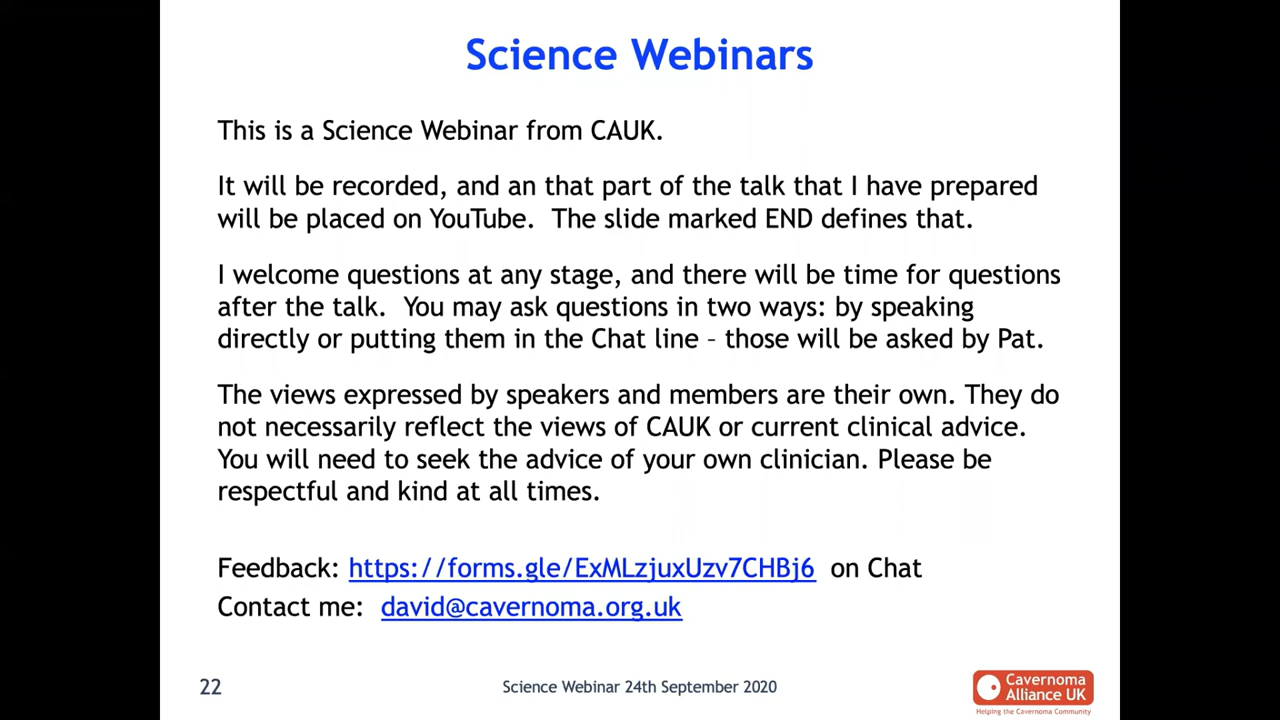 Science Webinars
This is a Science Webinar from CAUK.
It will be recorded, and an that part of the talk that I have prepared
will be placed on YouTube.  The slide marked END defines that.
I welcome questions at any stage, and there will be time for questions
after the talk.  You may ask questions in two ways: by speaking
directly or putting them in the Chat line – those will be asked by Pat.
The views expressed by speakers and members are their own. They do
not necessarily reflect the views of CAUK or current clinical advice.
You will need to seek the advice of your own clinician. Please be
respectful and kind at all times.
Feedback: https://forms.gle/ExMLzjuxUzv7CHBj6  on Chat
Contact me:  david@cavernoma.org.uk
22
Science Webinar 24th September 2020
Cavernoma
Alliance UK
Helping the Cavernoma Community